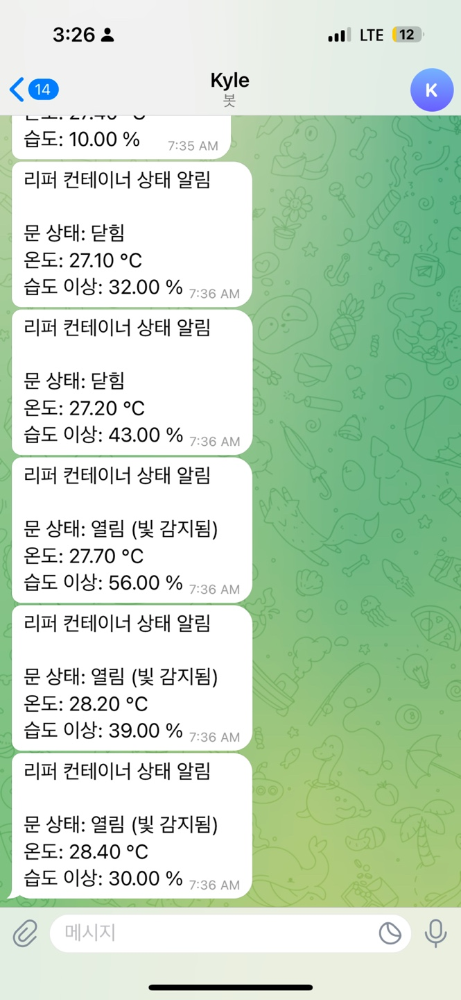 3:26
LTE
12
14
Kyle
봇
K
온도: 27.40 °C
습도: 10.00 %
7:35 AM
리퍼 컨테이너 상태 알림
문 상태: 닫힘
온도: 27.10 °C
습도 이상: 32.00 %
7:36 AM
리퍼 컨테이너 상태 알림
문 상태: 닫힘
온도: 27.20 °C
습도 이상: 43.00 %
7:36 AM
리퍼 컨테이너 상태 알림
문 상태: 열림 (빛 감지됨)
온도: 27.70 °C
습도 이상: 56.00 %
7:36 AM
리퍼 컨테이너 상태 알림
문 상태: 열림 (빛 감지됨)
온도: 28.20 °C
습도 이상: 39.00 %
7:36 AM
리퍼 컨테이너 상태 알림
문 상태: 열림 (빛 감지됨)
온도: 28.40 °C
습도 이상: 30.00 %
7:36 AM
메시지